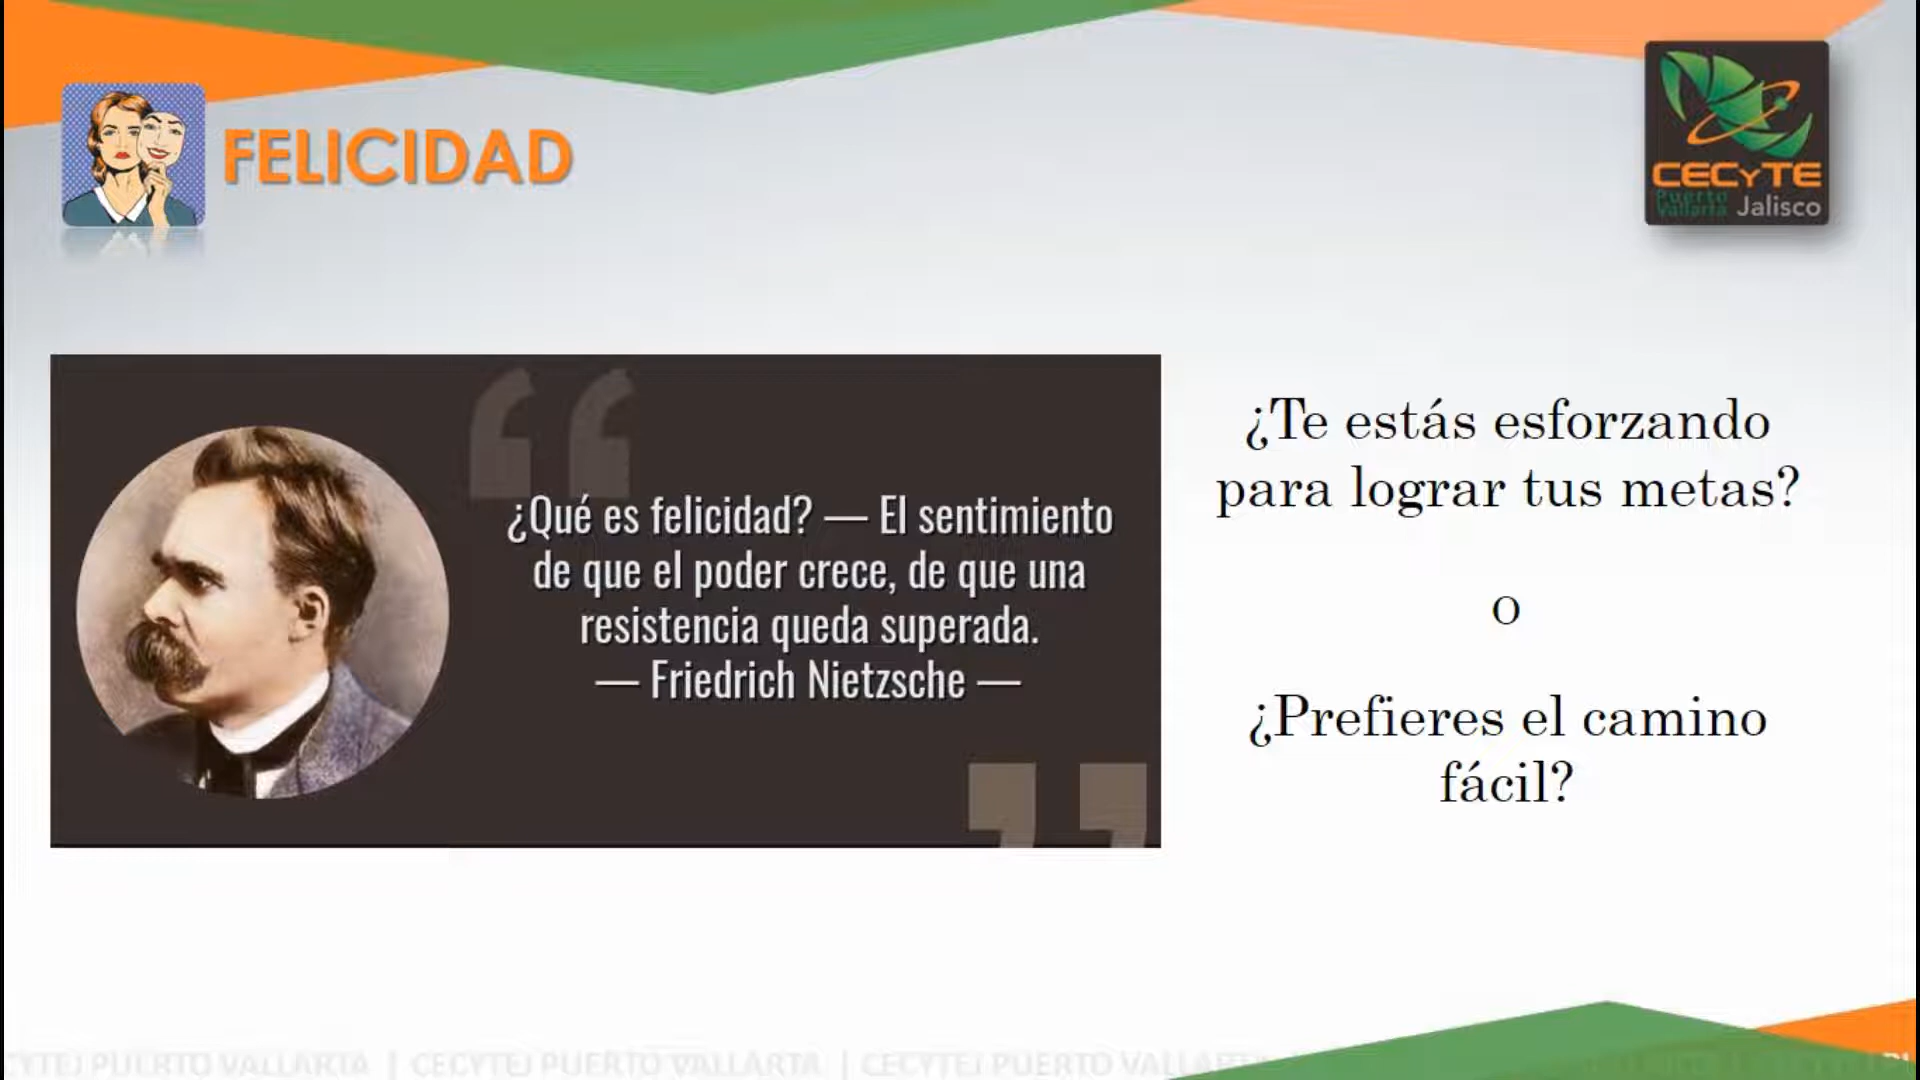 FELICIDAD
CECyTE
Puerto
Vallarta Jalisco
¿Qué es felicidad? — El sentimiento
de que el poder crece, de que una
resistencia queda superada.
— Friedrich Nietzsche —
¿Te estás esforzando
para lograr tus metas?
o
¿Prefieres el camino
fácil?
PUERTO VALLARTA | CECYTEJ PUERTO VALLARTA | CECYTEJ PUERTO